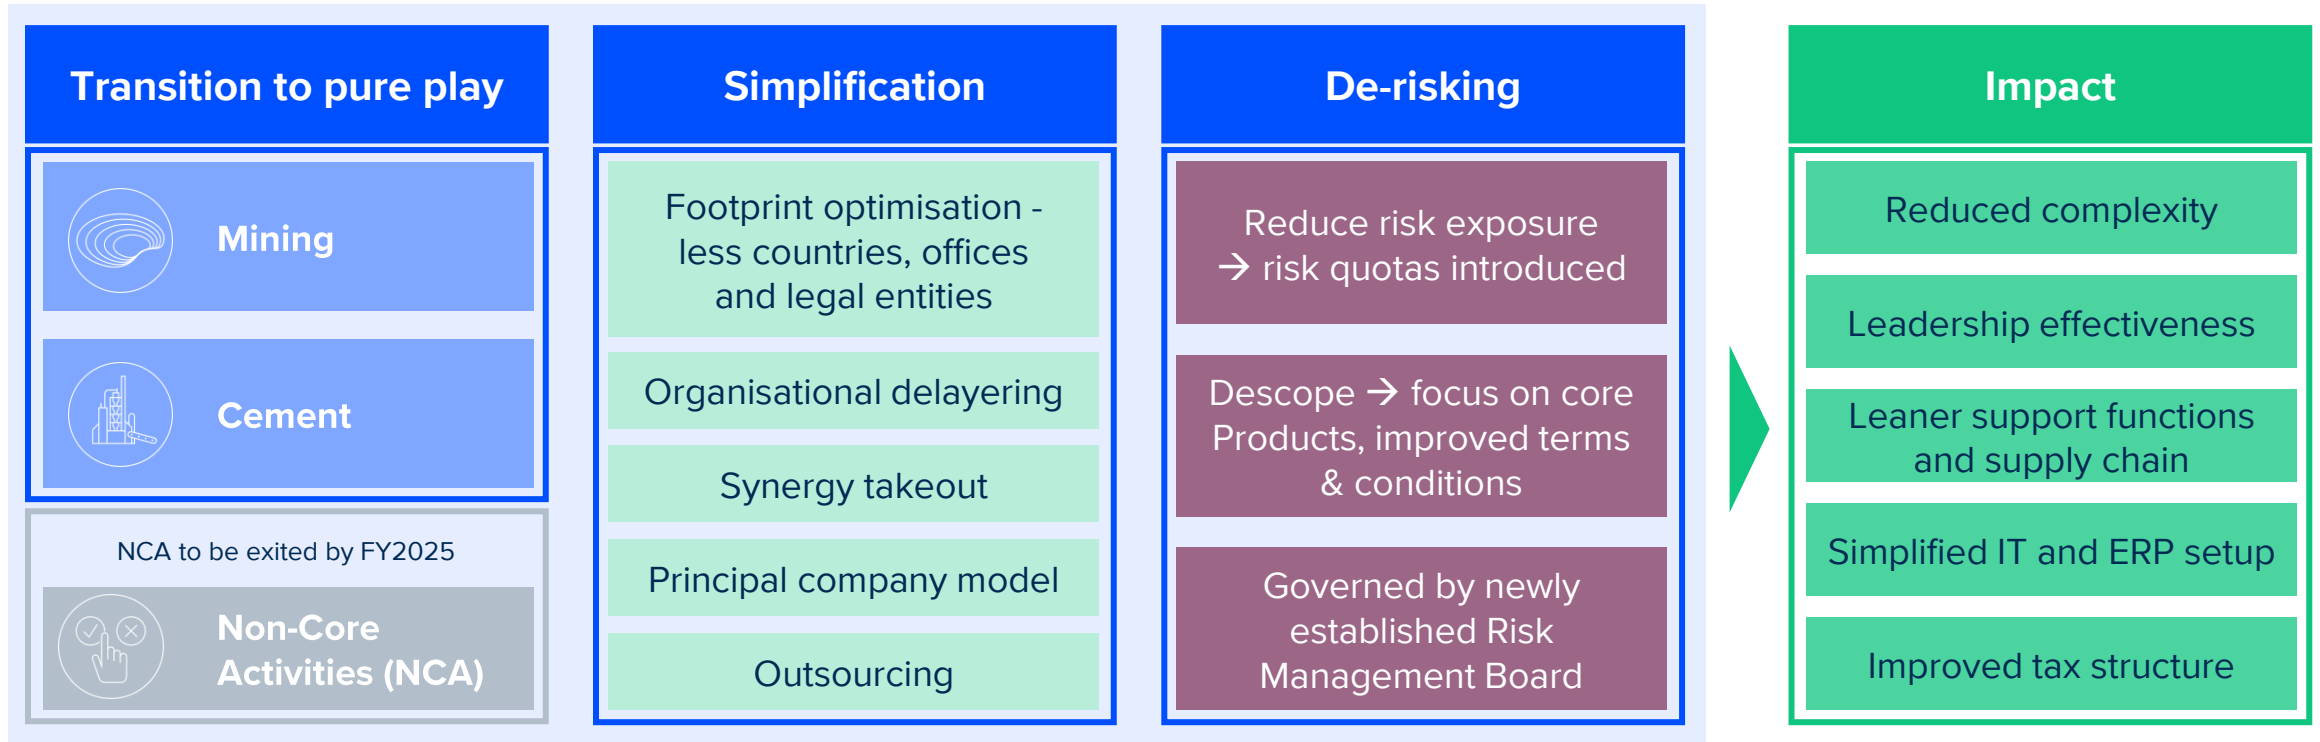 Transition to pure play
Mining
Cement
NCA to be exited by FY2025
Non-Core
Activities (NCA)
Simplification
Footprint optimisation -
less countries, offices
and legal entities
Organisational delayering
Synergy takeout
Principal company model
Outsourcing
De-risking
Reduce risk exposure
→ risk quotas introduced
Descope → focus on core
Products, improved terms
& conditions
Governed by newly
established Risk
Management Board
Impact
Reduced complexity
Leadership effectiveness
Leaner support functions
and supply chain
Simplified IT and ERP setup
Improved tax structure